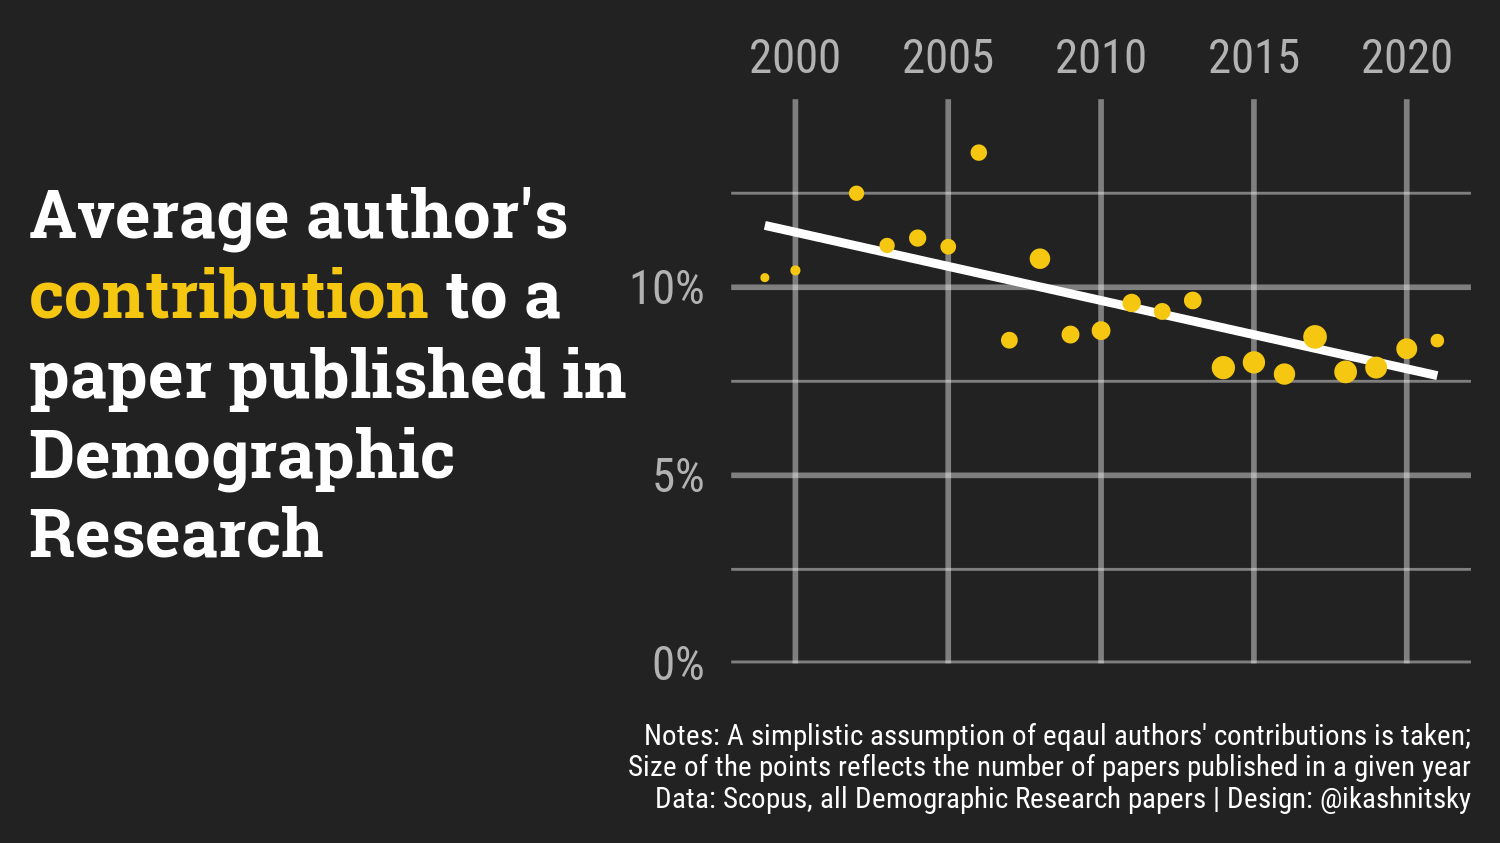 2000 2005 2010 2015 2020
Average author's
contribution to a
paper published in
Demographic
Research
10%
5%
0%
Notes: A simplistic assumption of eqaul authors' contributions is taken;
Size of the points reflects the number of papers published in a given year
Data: Scopus, all Demographic Research papers | Design: @ikashnitsky